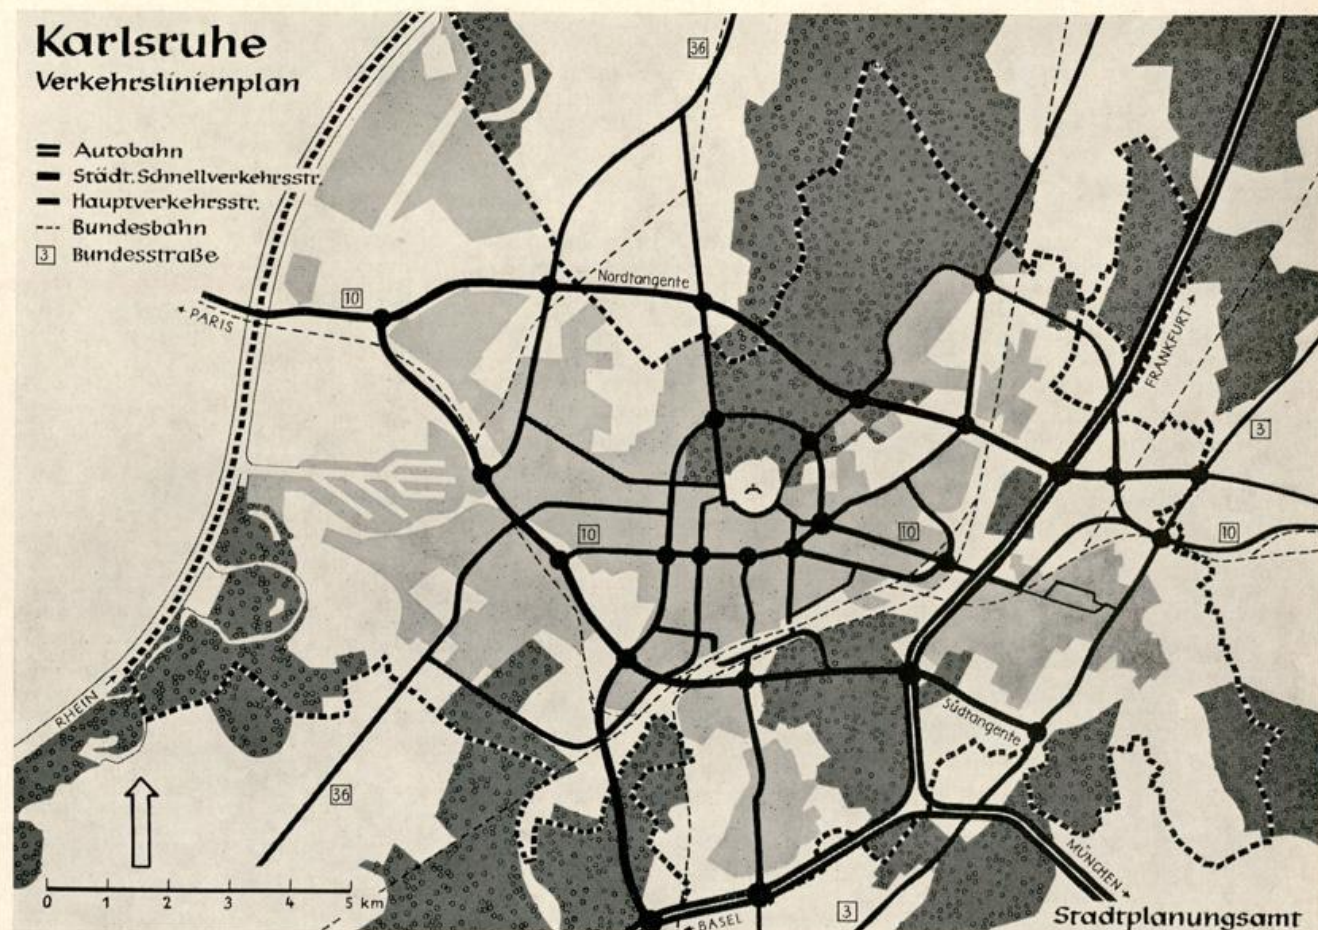 Karlsruhe
Verkehrslinienplan
Autobahn
Städt. Schnellverkehrsstr.
Hauptverkehrsstr.
Bundesbahn
3 Bundesstraße
36
Nordtangente
10
← PARIS
FRANKFURT →
3
10
10
10
RHEIN →
Südtangente
36
MÜNCHEN →
0 1 2 3 4 5 km
← BASEL
3
Stadtplanungsamt